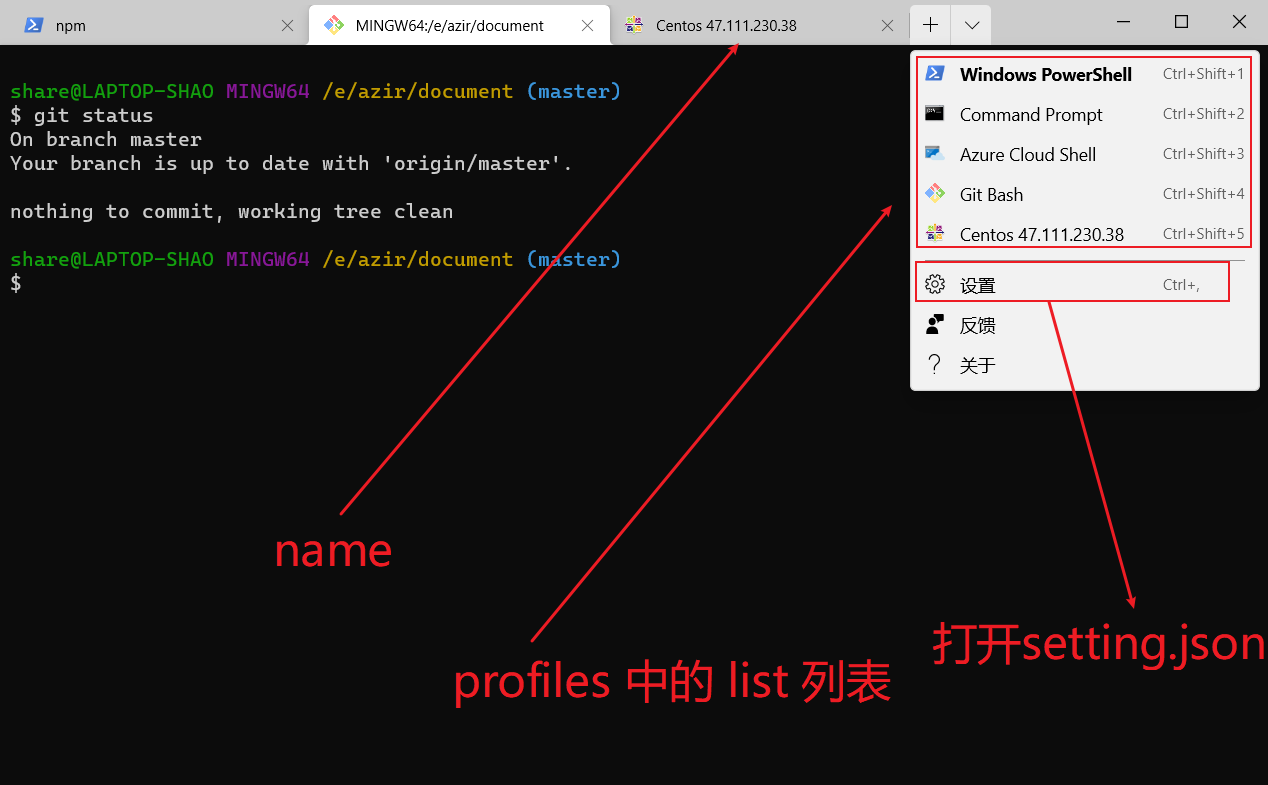 npm
MINGW64:/e/azir/document
Centos 47.111.230.38
share@LAPTOP-SHAO MINGW64 /e/azir/document (master)
$ git status
On branch master
Your branch is up to date with 'origin/master'.
nothing to commit, working tree clean
share@LAPTOP-SHAO MINGW64 /e/azir/document (master)
$
Windows PowerShell Ctrl+Shift+1
Command Prompt Ctrl+Shift+2
Azure Cloud Shell Ctrl+Shift+3
Git Bash Ctrl+Shift+4
Centos 47.111.230.38 Ctrl+Shift+5
设置 Ctrl+,
反馈
关于
name
profiles 中的 list 列表
打开setting.json